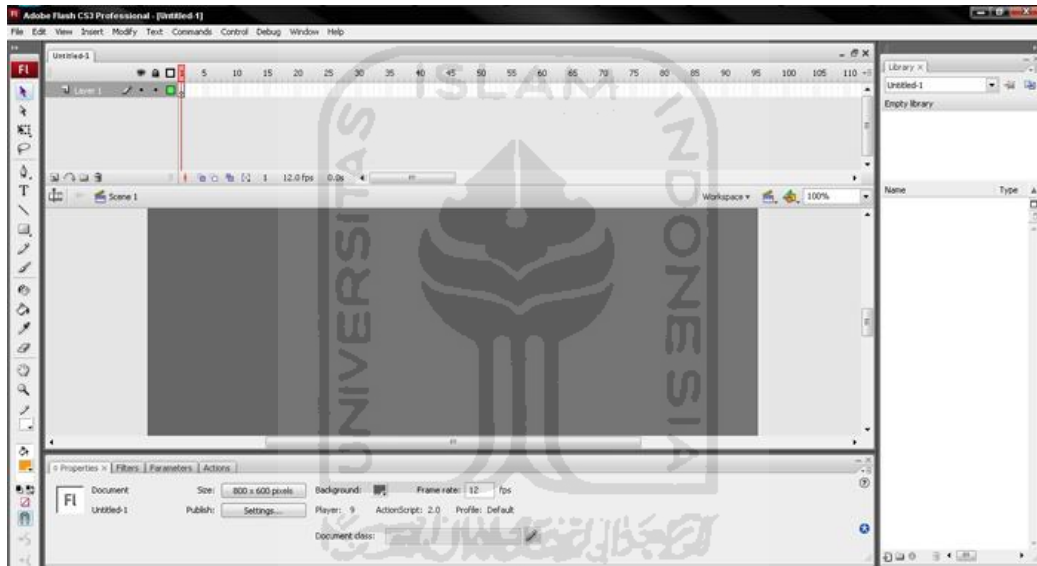 Adobe Flash CS3 Professional - [Untitled-1]
File Edit View Insert Modify Text Commands Control Debug Window Help
Untitled-1
5 10 15 20 25 30 35 40 45 50 55 60 65 70 75 80 85 90 95 100 105 110
Layer 1
1 12.0 fps 0.0s
Scene 1
Workspace 100%
Library
Untitled-1
Empty library
Name Type
Fl
T
Properties Filters Parameters Actions
Fl
Document
Untitled-1
Size: 800 x 600 pixels Background: Frame rate: 12 fps
Publish: Settings... Player: 9 ActionScript: 2.0 Profile: Default
Document class:
UNIVERSITAS
ISLAM
INDONESIA